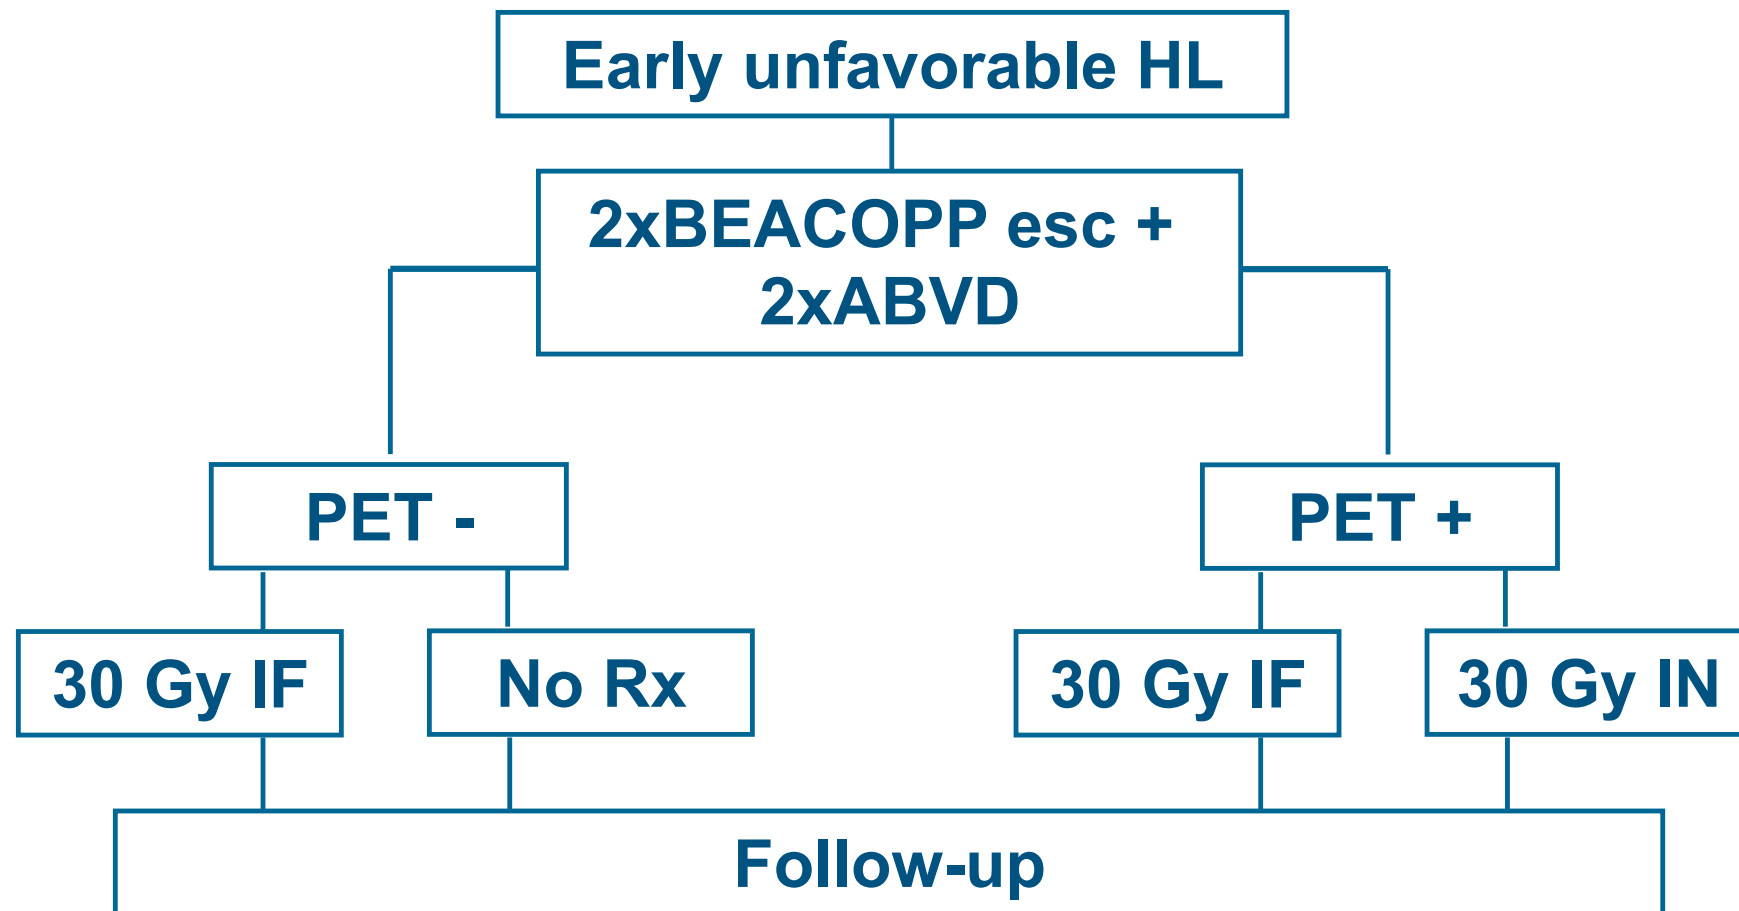 Early unfavorable HL
2xBEACOPP esc +
2xABVD
PET -
PET +
30 Gy IF
No Rx
30 Gy IF
30 Gy IN
Follow-up